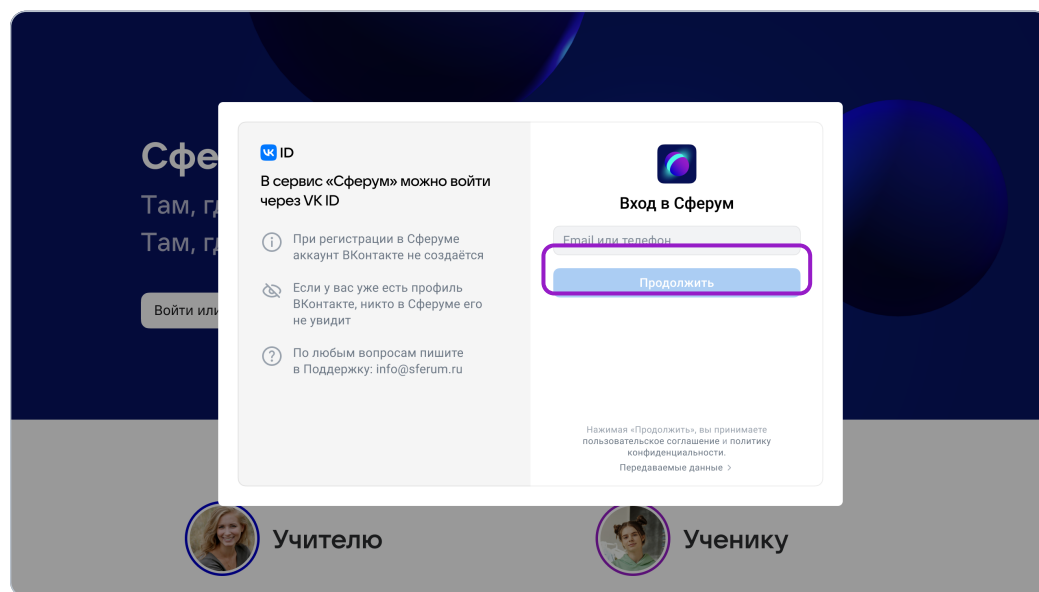 Сфе
Там, г
Там, г
Войти или
VK ID
В сервис «Сферум» можно войти
через VK ID
При регистрации в Сферуме
аккаунт ВКонтакте не создаётся
Если у вас уже есть профиль
ВКонтакте, никто в Сферуме его
не увидит
По любым вопросам пишите
в Поддержку: info@sferum.ru
Вход в Сферум
Email или телефон
Продолжить
Нажимая «Продолжить», вы принимаете
пользовательское соглашение и политику
конфиденциальности.
Передаваемые данные >
Учителю
Ученику